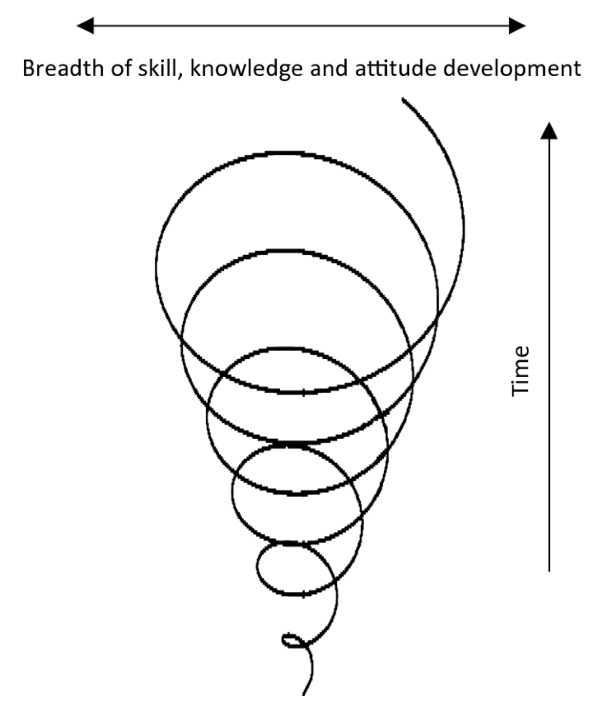 Breadth of skill, knowledge and attitude development
Time